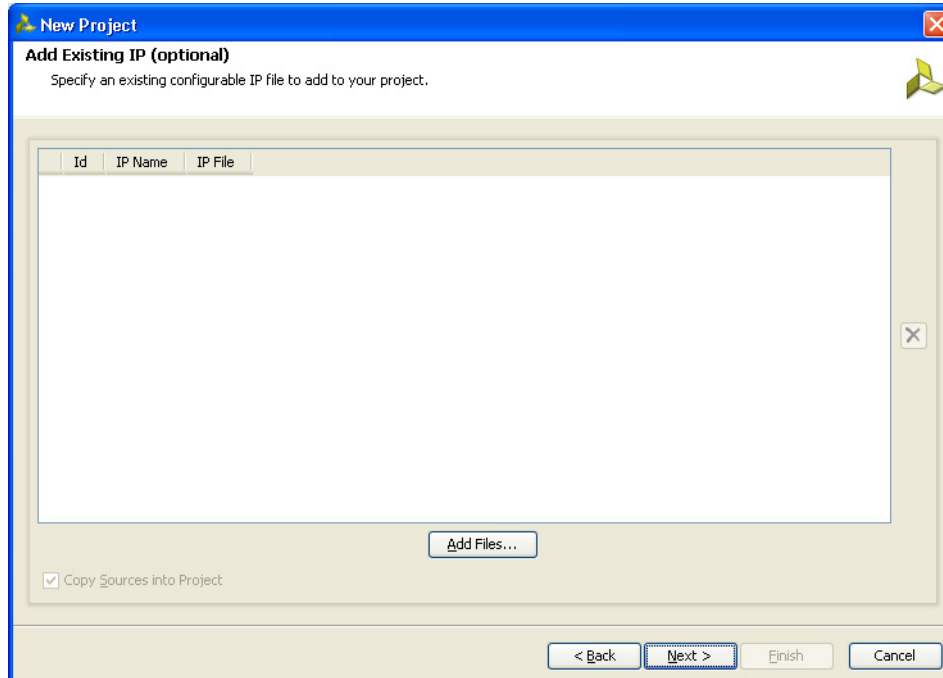 New Project
Add Existing IP (optional)
Specify an existing configurable IP file to add to your project.
Id IP Name IP File
Add Files...
Copy Sources into Project
< Back Next > Finish Cancel